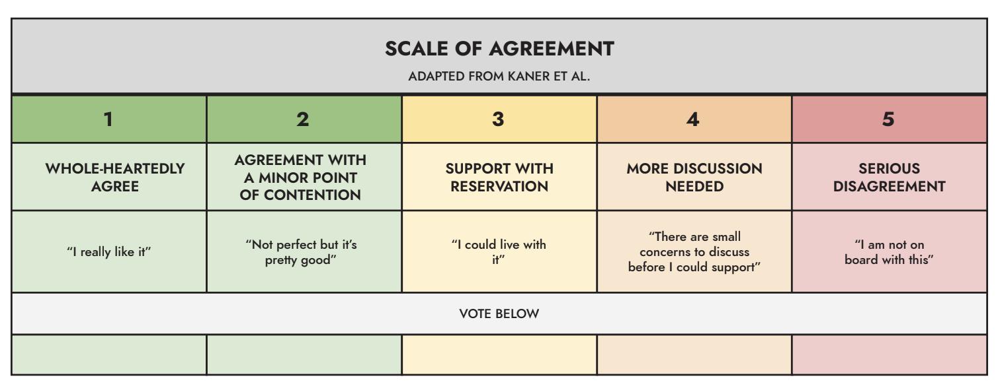 SCALE OF AGREEMENT
ADAPTED FROM KANER ET AL.
1
2
3
4
5
WHOLE-HEARTEDLY
AGREE
AGREEMENT WITH
A MINOR POINT
OF CONTENTION
SUPPORT WITH
RESERVATION
MORE DISCUSSION
NEEDED
SERIOUS
DISAGREEMENT
“I really like it”
“Not perfect but it’s
pretty good”
“I could live with
it”
“There are small
concerns to discuss
before I could support”
“I am not on
board with this”
VOTE BELOW